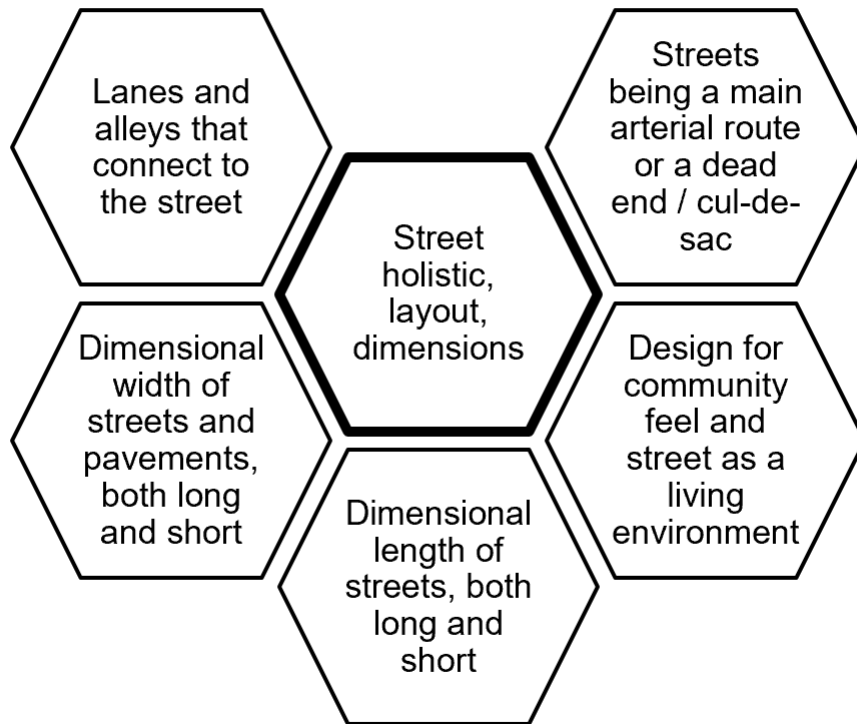 Lanes and
alleys that
connect to
the street
Streets
being a main
arterial route
or a dead
end / cul-de-
sac
Street
holistic,
layout,
dimensions
Dimensional
width of
streets and
pavements,
both long
and short
Design for
community
feel and
street as a
living
environment
Dimensional
length of
streets, both
long and
short